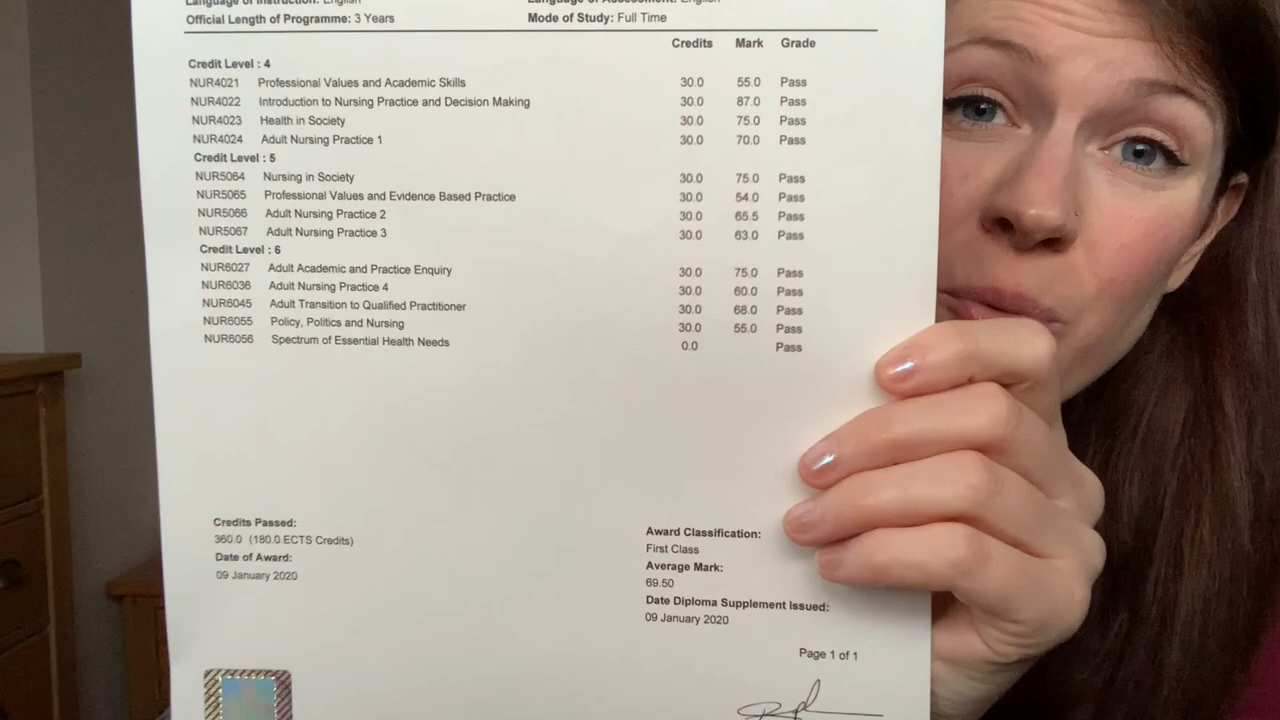 Language of Instruction: English Language of Assessment: English
Official Length of Programme: 3 Years Mode of Study: Full Time
Credits Mark Grade
Credit Level : 4
NUR4021 Professional Values and Academic Skills 30.0 55.0 Pass
NUR4022 Introduction to Nursing Practice and Decision Making 30.0 87.0 Pass
NUR4023 Health in Society 30.0 75.0 Pass
NUR4024 Adult Nursing Practice 1 30.0 70.0 Pass
Credit Level : 5
NUR5064 Nursing in Society 30.0 75.0 Pass
NUR5065 Professional Values and Evidence Based Practice 30.0 54.0 Pass
NUR5066 Adult Nursing Practice 2 30.0 65.5 Pass
NUR5067 Adult Nursing Practice 3 30.0 63.0 Pass
Credit Level : 6
NUR6027 Adult Academic and Practice Enquiry 30.0 75.0 Pass
NUR6036 Adult Nursing Practice 4 30.0 60.0 Pass
NUR6045 Adult Transition to Qualified Practitioner 30.0 68.0 Pass
NUR6055 Policy, Politics and Nursing 30.0 55.0 Pass
NUR6056 Spectrum of Essential Health Needs 0.0 Pass
Credits Passed:
360.0 (180.0 ECTS Credits)
Date of Award:
09 January 2020
Award Classification:
First Class
Average Mark:
69.50
Date Diploma Supplement Issued:
09 January 2020
Page 1 of 1